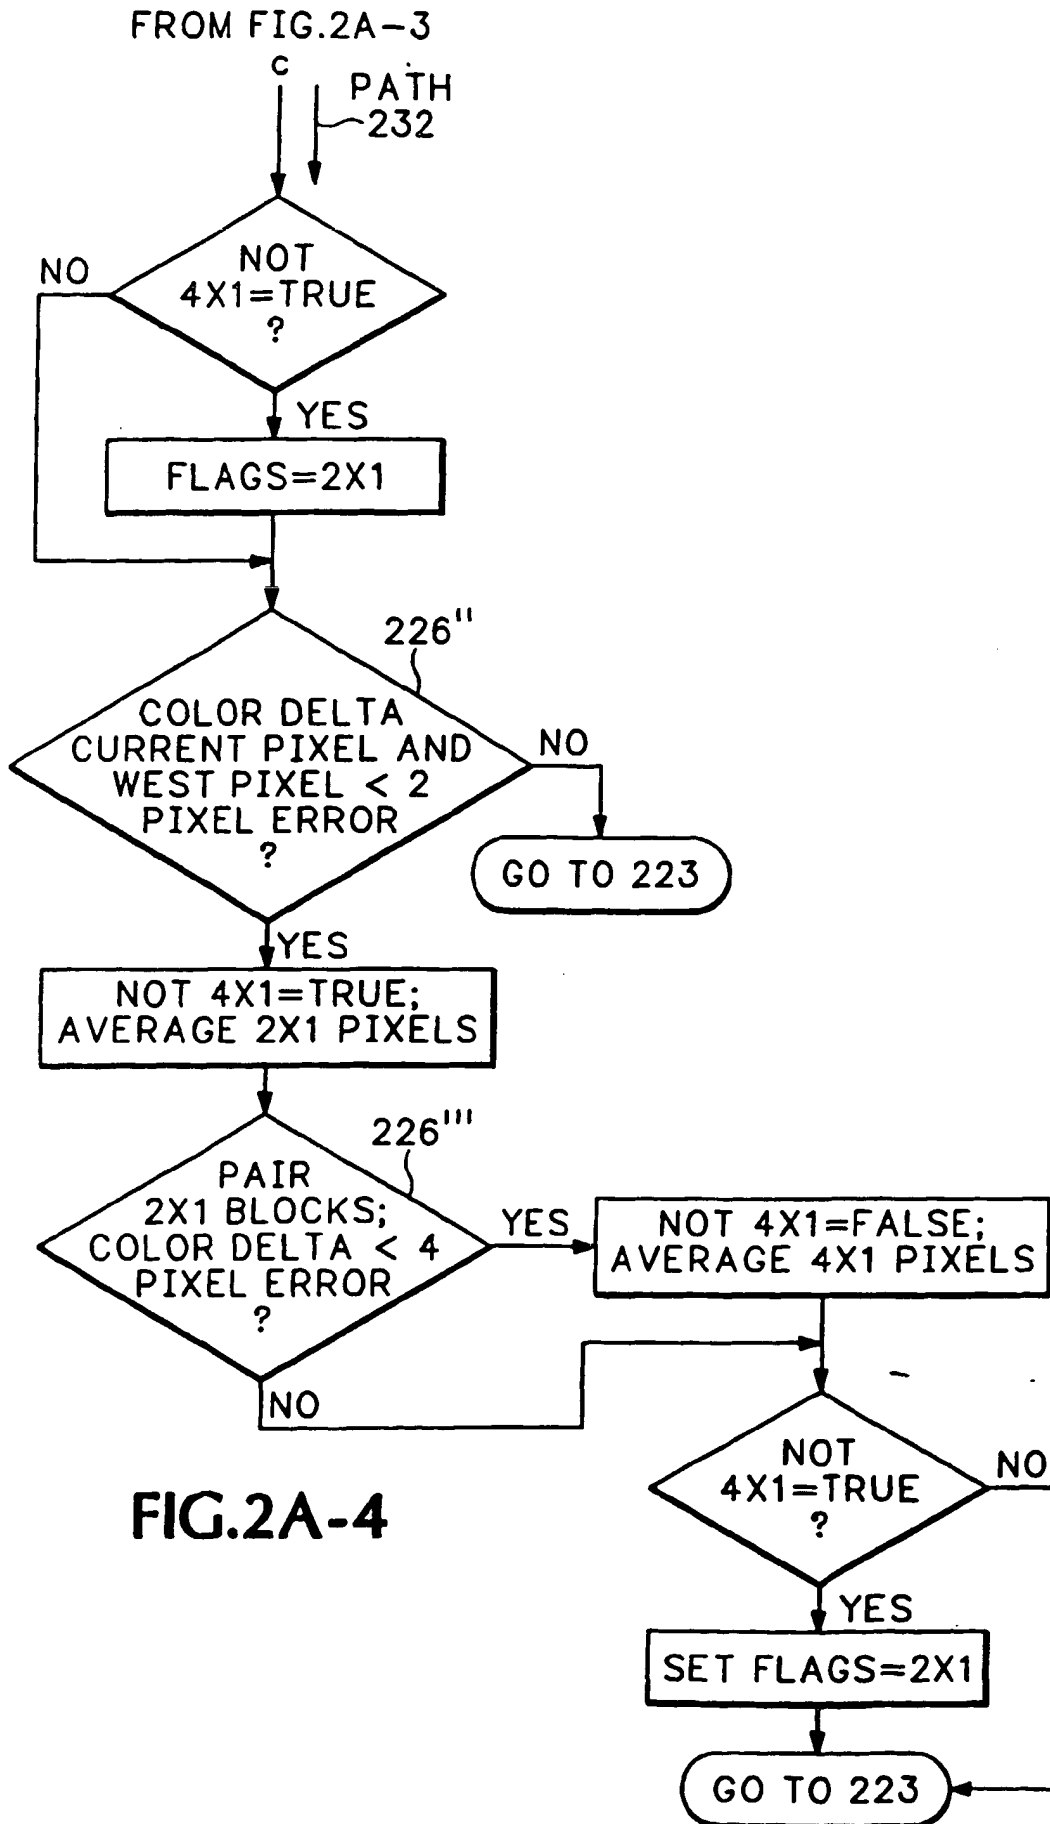 FROM FIG.2A-3
C
PATH
232
NOT
4X1=TRUE
?
NO
YES
FLAGS=2X1
226"
COLOR DELTA
CURRENT PIXEL AND
WEST PIXEL < 2
PIXEL ERROR
?
NO
GO TO 223
YES
NOT 4X1=TRUE;
AVERAGE 2X1 PIXELS
226'''
PAIR
2X1 BLOCKS;
COLOR DELTA < 4
PIXEL ERROR
?
YES
NOT 4X1=FALSE;
AVERAGE 4X1 PIXELS
NO
NOT
4X1=TRUE
?
NO
YES
SET FLAGS=2X1
GO TO 223
FIG.2A-4